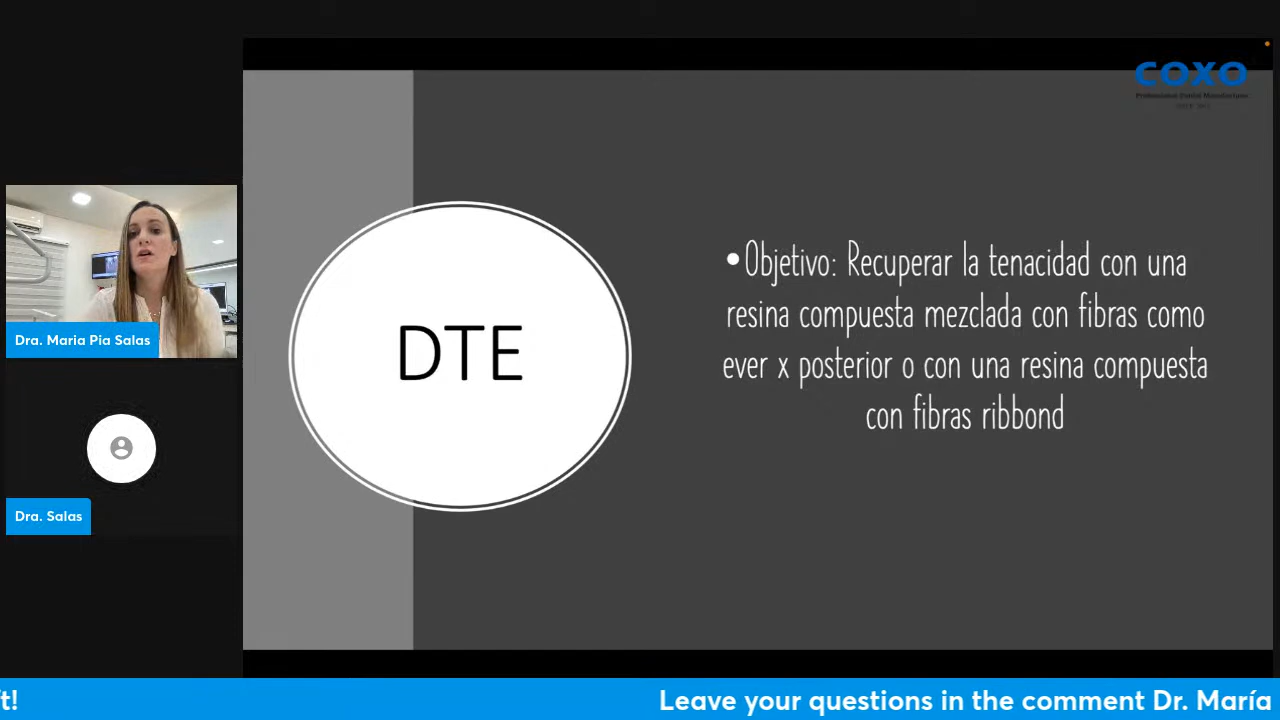 COXO
Dra. Maria Pia Salas
Dra. Salas
DTE
•Objetivo: Recuperar la tenacidad con una
resina compuesta mezclada con fibras como
ever x posterior o con una resina compuesta
con fibras ribbond
t!
Leave your questions in the comment Dr. María